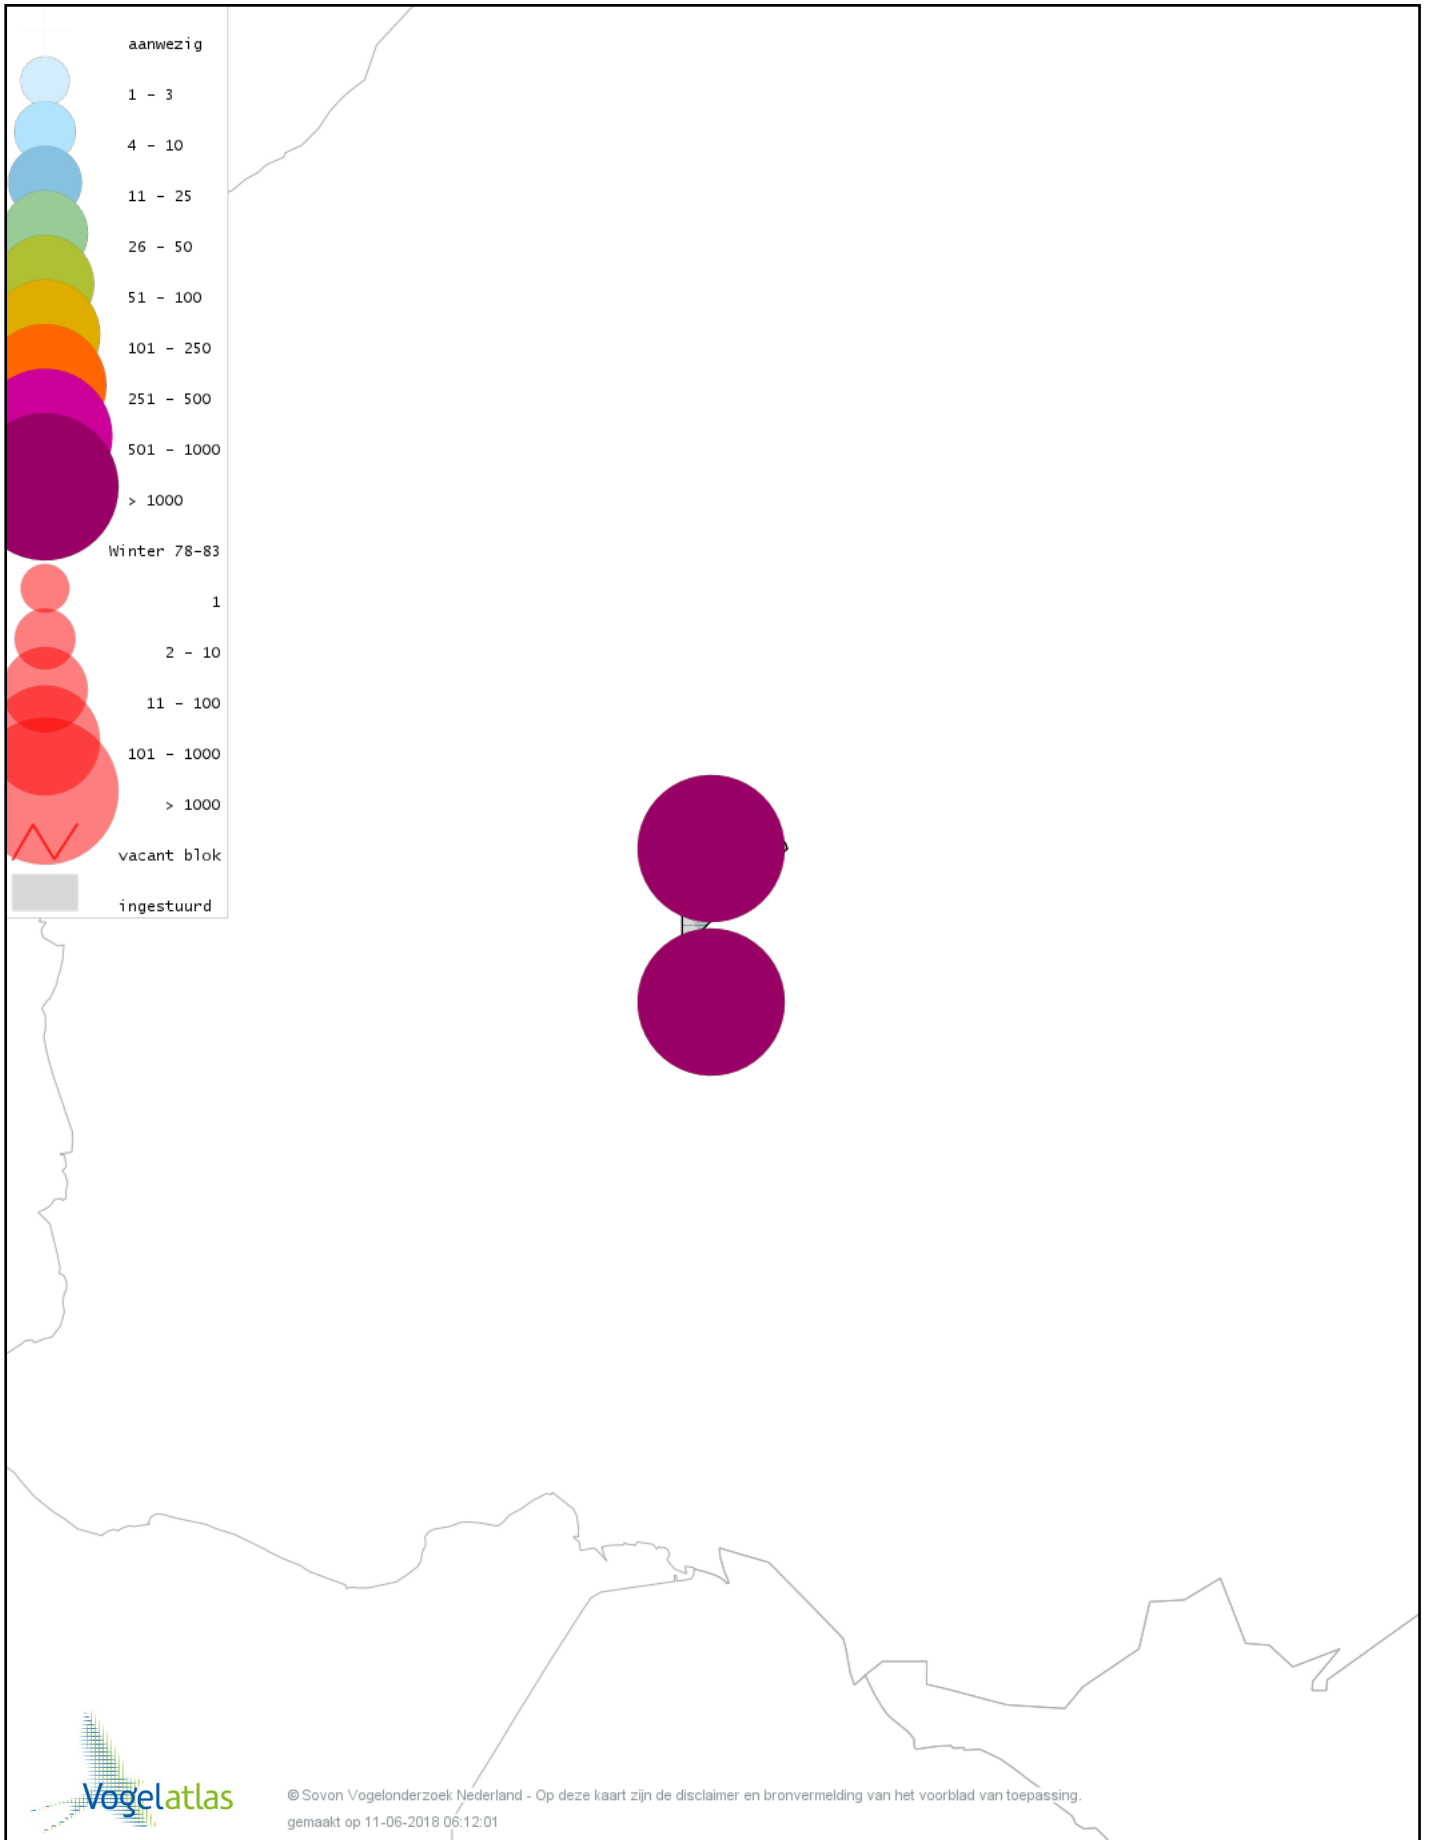 aanwezig
1 - 3
4 - 10
11 - 25
26 - 50
51 - 100
101 - 250
251 - 500
501 - 1000
> 1000
Winter 78-83
1
2 - 10
11 - 100
101 - 1000
> 1000
vacant blok
ingestuurd
Vogelatlas
© Sovon Vogelonderzoek Nederland - Op deze kaart zijn de disclaimer en bronvermelding van het voorblad van toepassing.
gemaakt op 11-06-2018 06:12:01